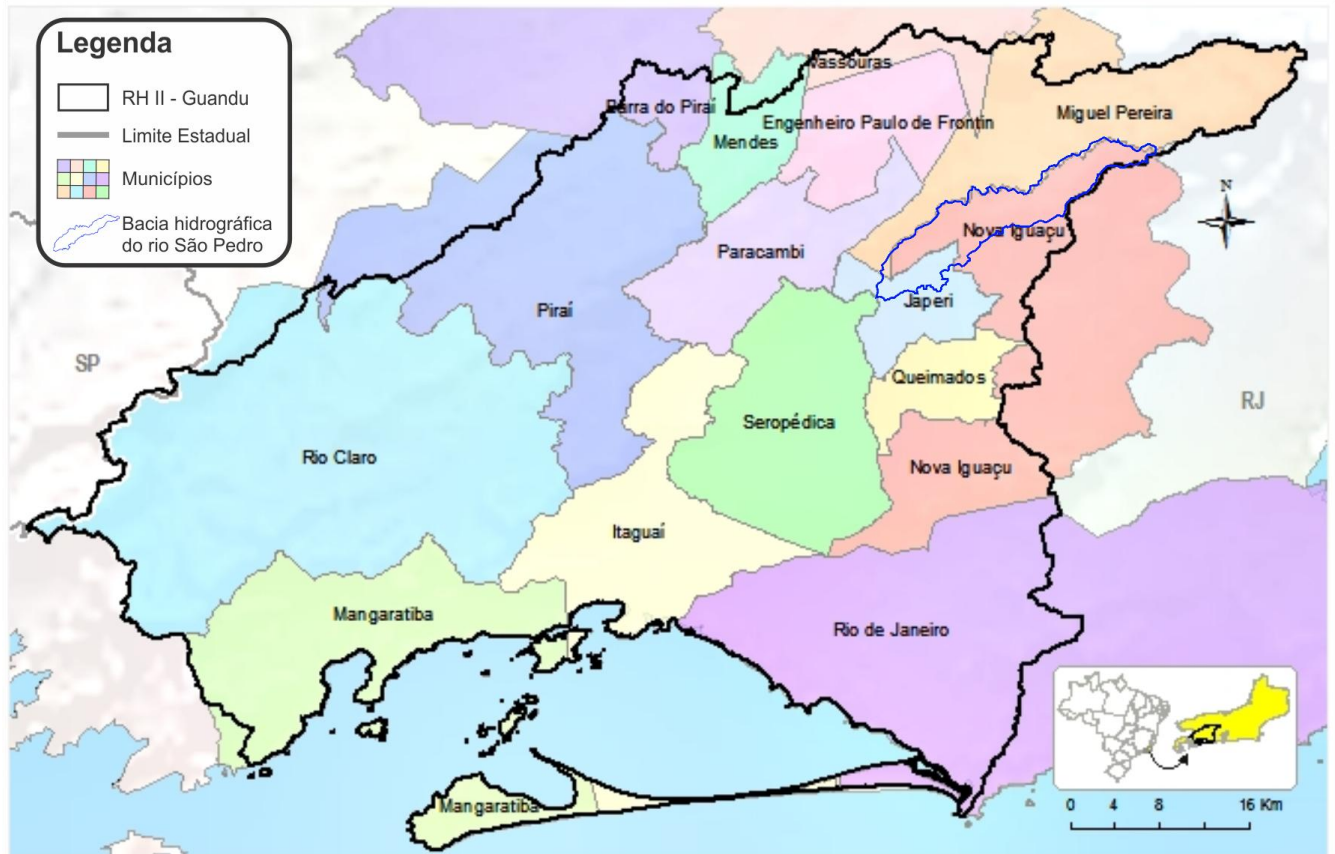 Legenda
RH II - Guandu
Limite Estadual
Municípios
Bacia hidrográfica
do rio São Pedro
Vassouras
Barra do Piraí
Miguel Pereira
Engenheiro Paulo de Frontin
Mendes
N
Nova Iguaçu
Paracambi
Japeri
Piraí
SP
Queimados
RJ
Seropédica
Rio Claro
Nova Iguaçu
Itaguaí
Mangaratiba
Rio de Janeiro
Mangaratiba
0 4 8 16 Km